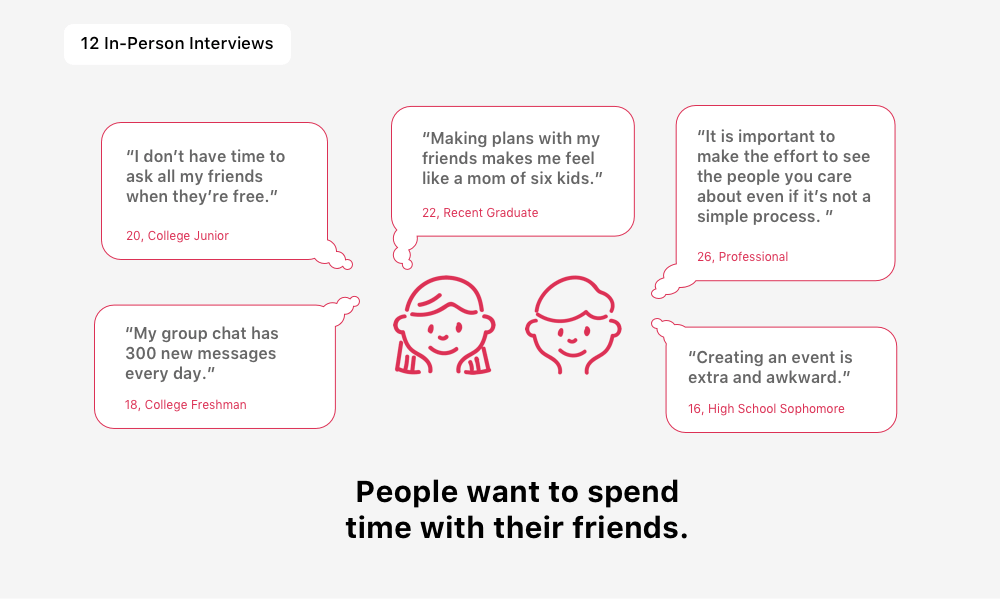 12 In-Person Interviews
“I don’t have time to
ask all my friends
when they’re free.”
20, College Junior
“Making plans with my
friends makes me feel
like a mom of six kids.”
22, Recent Graduate
“It is important to
make the effort to see
the people you care
about even if it’s not a
simple process. ”
26, Professional
“My group chat has
300 new messages
every day.”
18, College Freshman
“Creating an event is
extra and awkward.”
16, High School Sophomore
People want to spend
time with their friends.